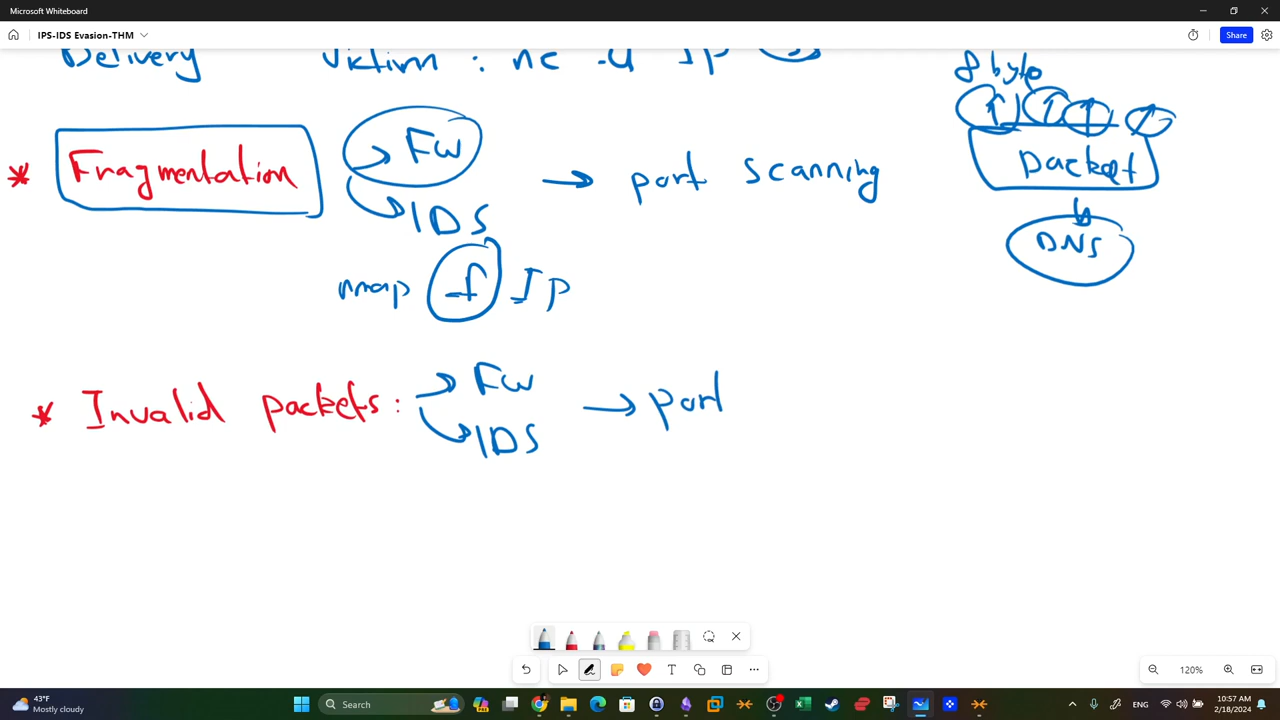 Microsoft Whiteboard
IPS-IDS Evasion-THM
Share
Delivery Victim : nc -u IP
8 byte
Packet
DNS
* Fragmentation → FW → port scanning
→ IDS
nmap -f IP
* Invalid packets : → FW → port
→ IDS
T
120%
43°F
Mostly cloudy
Search
ENG
10:57 AM
2/18/2024